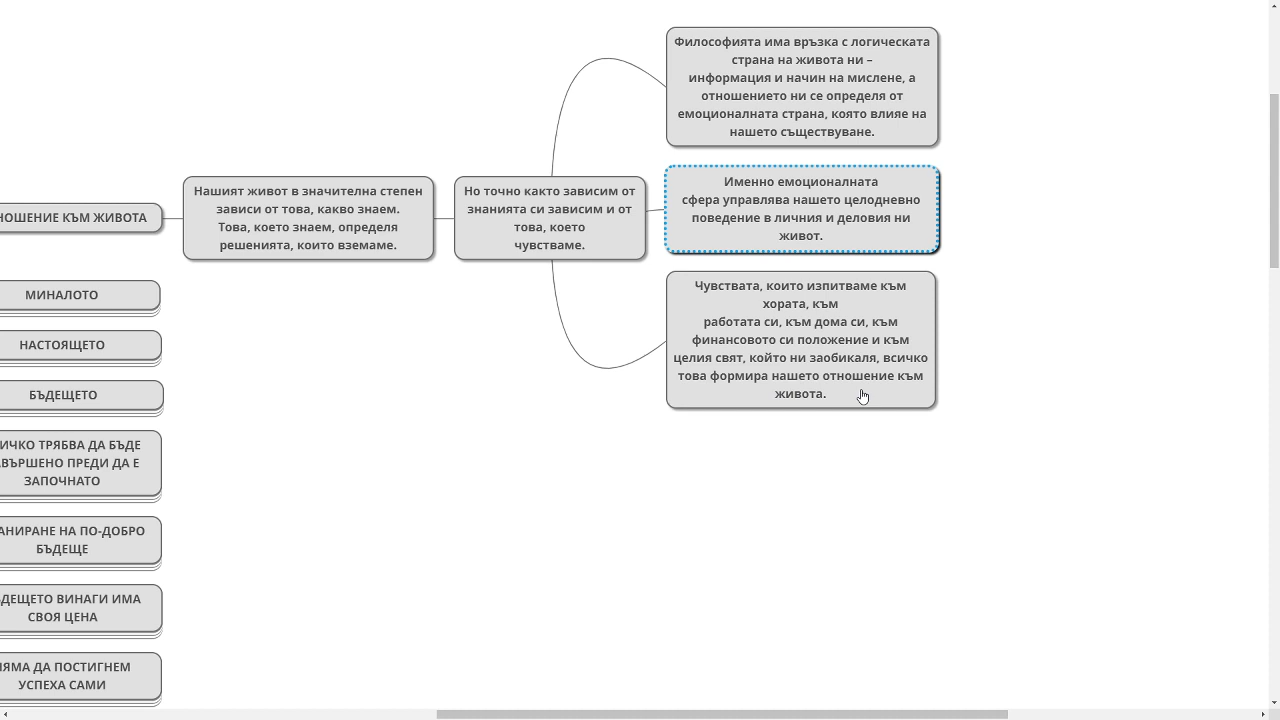 Философията има връзка с логическата
страна на живота ни –
информация и начин на мислене, а
отношението ни се определя от
емоционалната страна, която влияе на
нашето съществуване.
Именно емоционалната
сфера управлява нашето целодневно
поведение в личния и деловия ни
живот.
Нашият живот в значителна степен
зависи от това, какво знаем.
Това, което знаем, определя
решенията, които вземаме.
Но точно както зависим от
знанията си зависим и от
това, което
чувстваме.
НОШЕНИЕ КЪМ ЖИВОТА
Чувствата, които изпитваме към
хората, към
работата си, към дома си, към
финансовото си положение и към
целия свят, който ни заобикаля, всичко
това формира нашето отношение към
живота.
МИНАЛОТО
НАСТОЯЩЕТО
БЪДЕЩЕТО
ИЧКО ТРЯБВА ДА БЪДЕ
ВЪРШЕНО ПРЕДИ ДА Е
ЗАПОЧНАТО
АНИРАНЕ НА ПО-ДОБРО
БЪДЕЩЕ
ДЕЩЕТО ВИНАГИ ИМА
СВОЯ ЦЕНА
ЯМА ДА ПОСТИГНЕМ
УСПЕХА САМИ